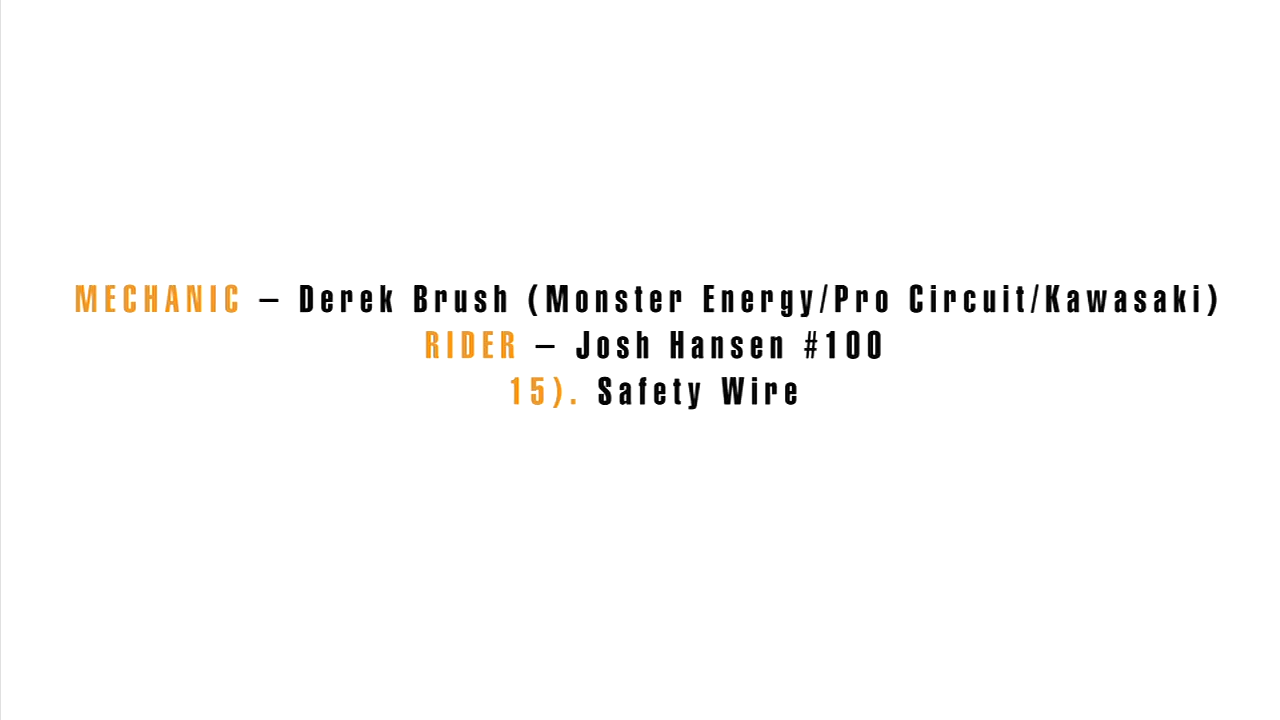 MECHANIC – Derek Brush (Monster Energy/Pro Circuit/Kawasaki)
RIDER – Josh Hansen #100
15). Safety Wire